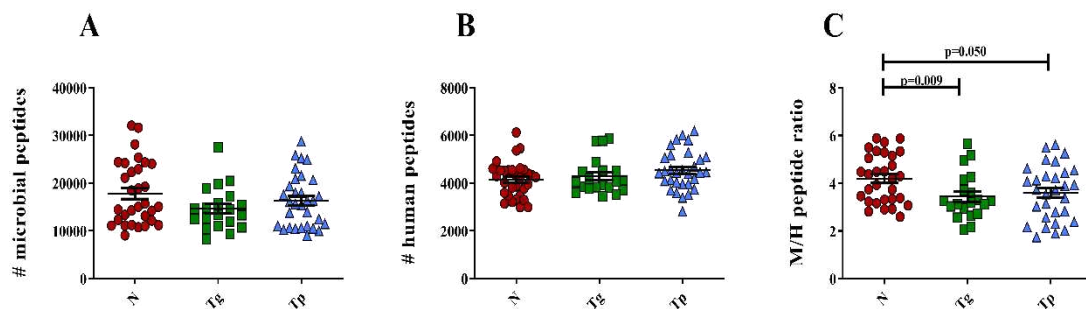 A
# microbial peptides
40000
30000
20000
10000
0
N
Tg
Tp
B
# human peptides
8000
6000
4000
2000
0
N
Tg
Tp
C
p=0.050
p=0.009
M/H peptide ratio
8
6
4
2
0
N
Tg
Tp